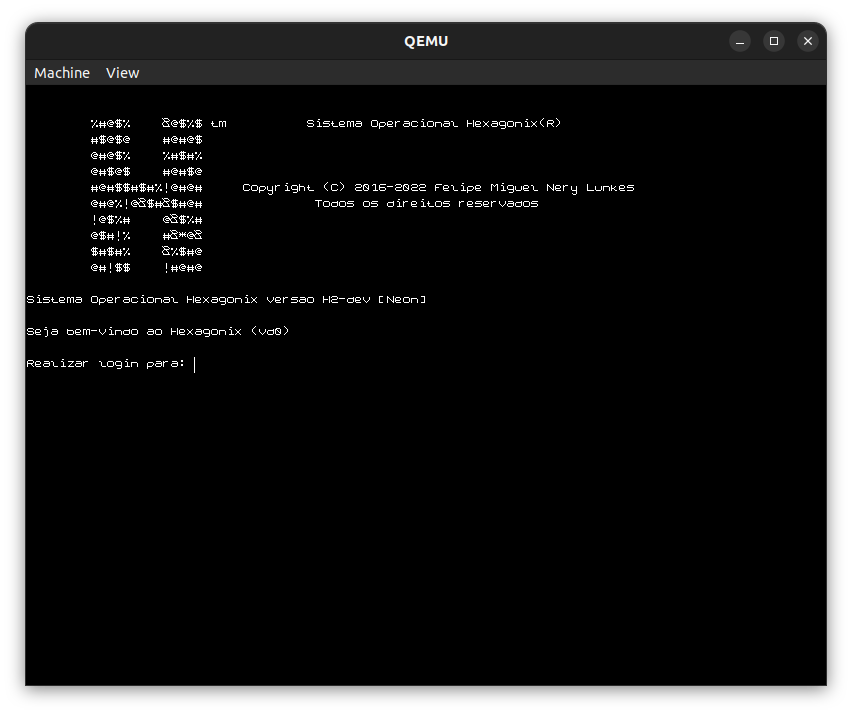 QEMU
Machine View
%#@$% &@$%$ tm Sistema Operacional Hexagonix(R)
#$@$@ #@#@$
@#@$% %#$#%
@#$@$ #@#$@
#@#$$#$#%!@#@# Copyright (C) 2016-2022 Felipe Miguel Nery Lunkes
@#@%!@&$#&$#@# Todos os direitos reservados
!@$%# @&$%#
@$#!% #&*@&
$#$#% &%$#@
@#!$$ !#@#@
Sistema Operacional Hexagonix versao H2-dev [Neon]
Seja bem-vindo ao Hexagonix (vd0)
Realizar login para: